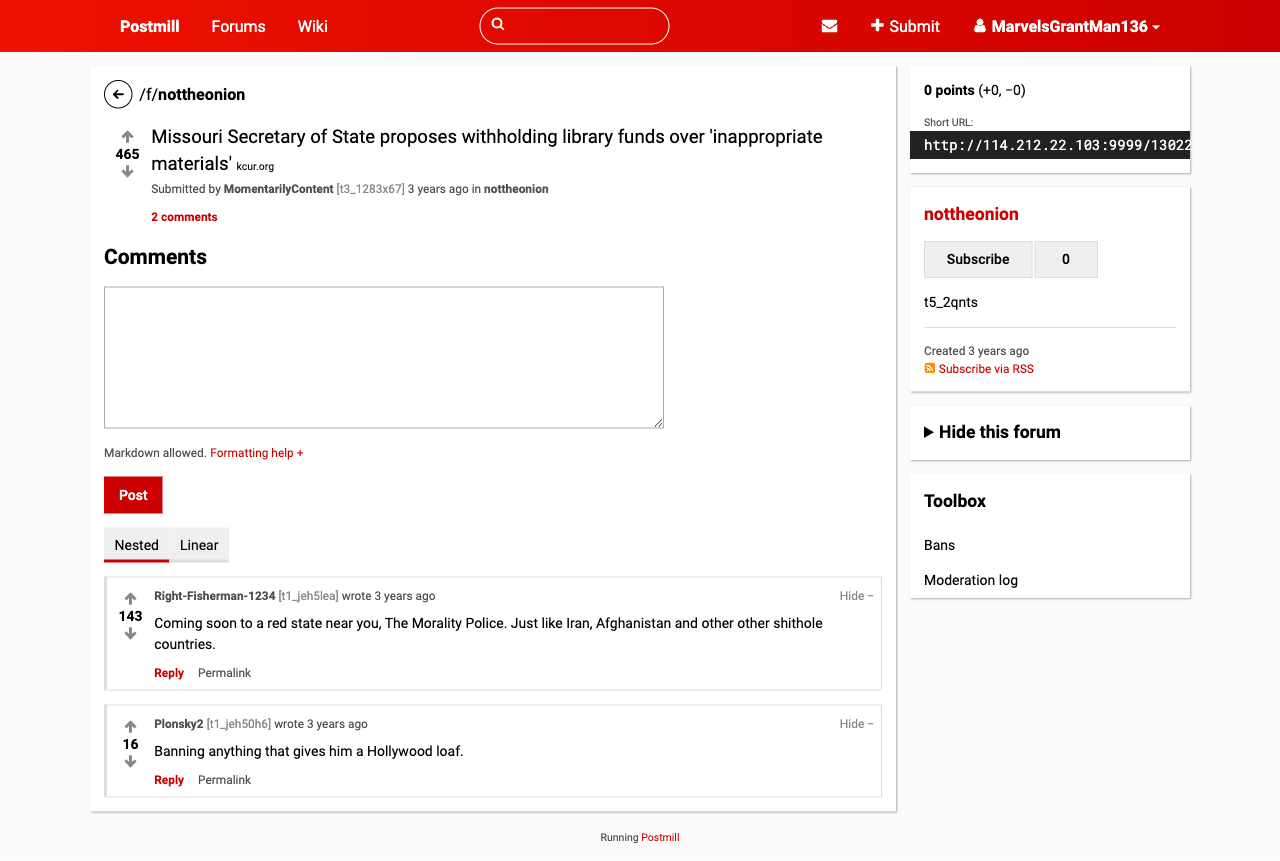 Postmill Forums Wiki Submit MarvelsGrantMan136
/f/nottheonion
465
Missouri Secretary of State proposes withholding library funds over 'inappropriate
materials' kcur.org
Submitted by MomentarilyContent [t3_1283x67] 3 years ago in nottheonion
2 comments
Comments
Markdown allowed. Formatting help +
Post
Nested Linear
Right-Fisherman-1234 [t1_jeh5lea] wrote 3 years ago Hide −
143
Coming soon to a red state near you, The Morality Police. Just like Iran, Afghanistan and other other shithole
countries.
Reply Permalink
Plonsky2 [t1_jeh50h6] wrote 3 years ago Hide −
16
Banning anything that gives him a Hollywood loaf.
Reply Permalink
0 points (+0, −0)
Short URL:
http://114.212.22.103:9999/13022
nottheonion
Subscribe 0
t5_2qnts
Created 3 years ago
Subscribe via RSS
Hide this forum
Toolbox
Bans
Moderation log
Running Postmill